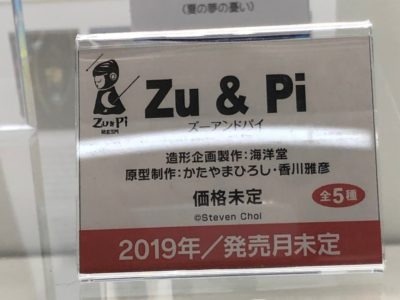 (夏の夢の憂い)
Zu&Pi
Zu & Pi
ズーアンドパイ
造形企画製作：海洋堂
原型制作：かたやまひろし・香川雅彦
価格未定
全5種
©Steven Choi
2019年／発売月未定